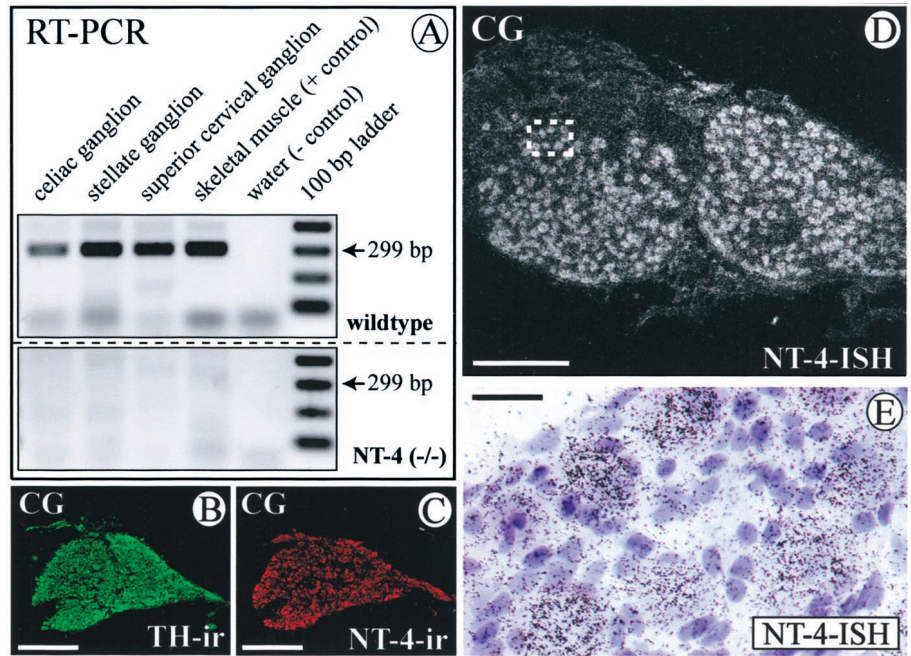 RT-PCR
A
celiac ganglion
stellate ganglion
superior cervical ganglion
skeletal muscle (+ control)
water (- control)
100 bp ladder
299 bp
wildtype
299 bp
NT-4 (-/-)
CG
B
TH-ir
CG
C
NT-4-ir
CG
D
NT-4-ISH
E
NT-4-ISH